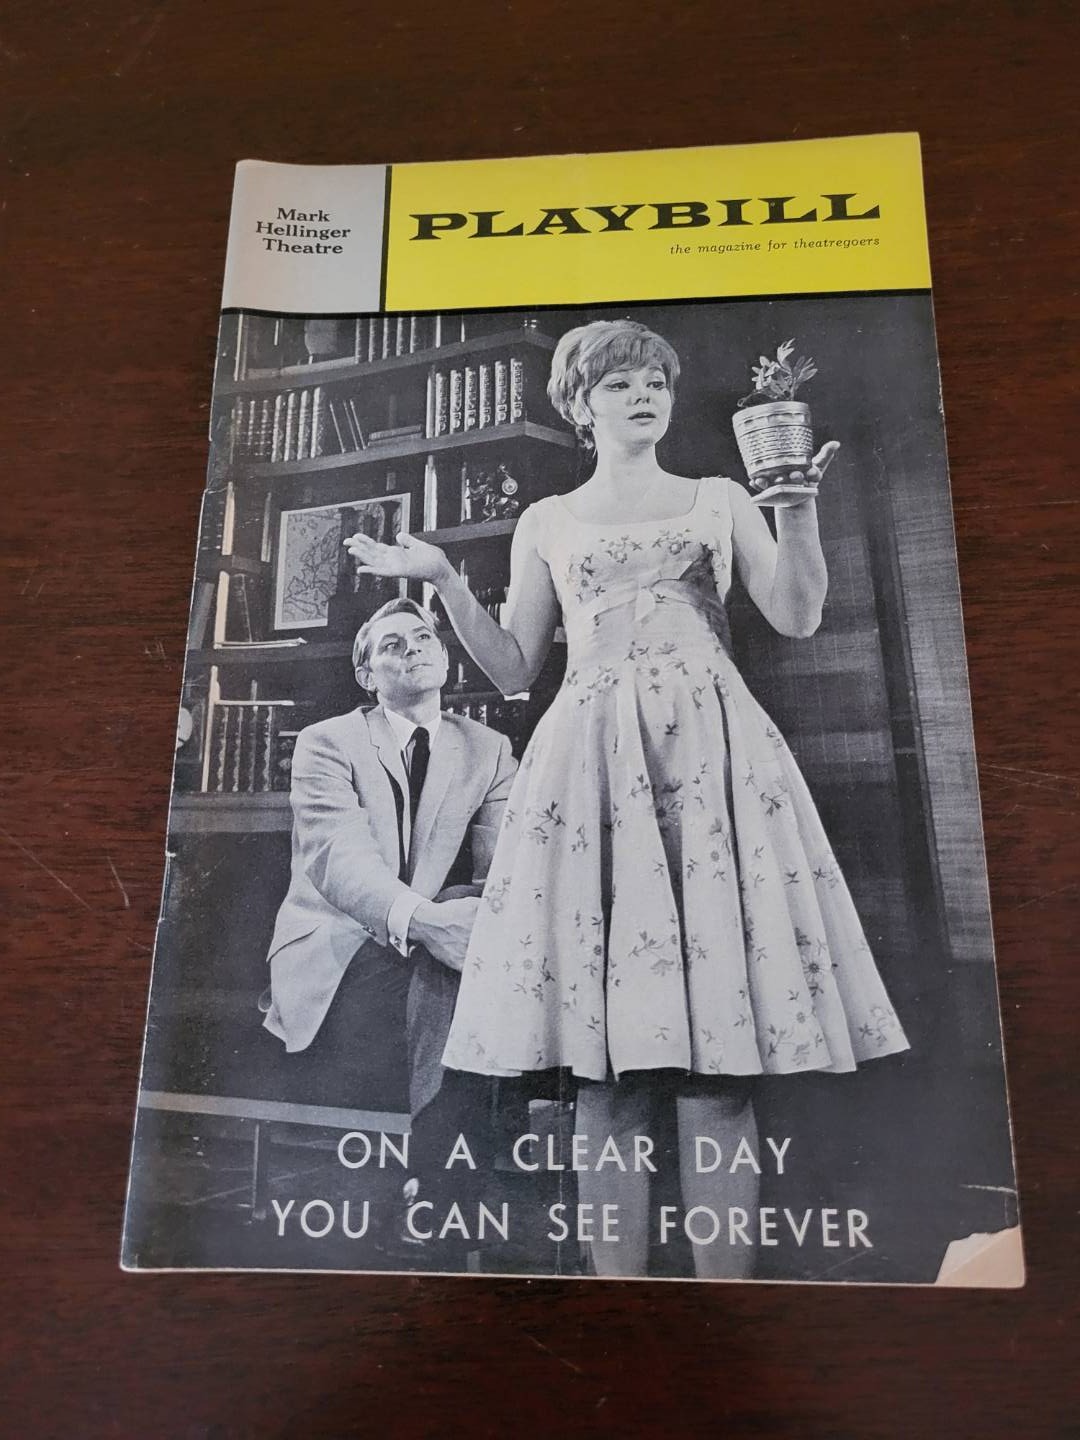 Mark
Hellinger
Theatre
PLAYBILL
the magazine for theatregoers
ON A CLEAR DAY
YOU CAN SEE FOREVER